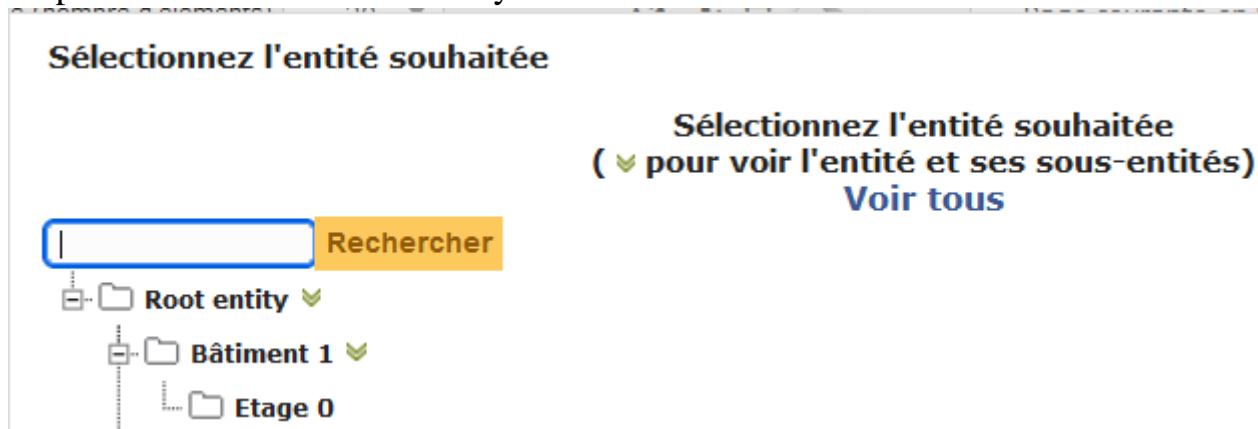 Sélectionnez l'entité souhaitée
Sélectionnez l'entité souhaitée
( pour voir l'entité et ses sous-entités)
Voir tous
Rechercher
Root entity
Bâtiment 1
Etage 0